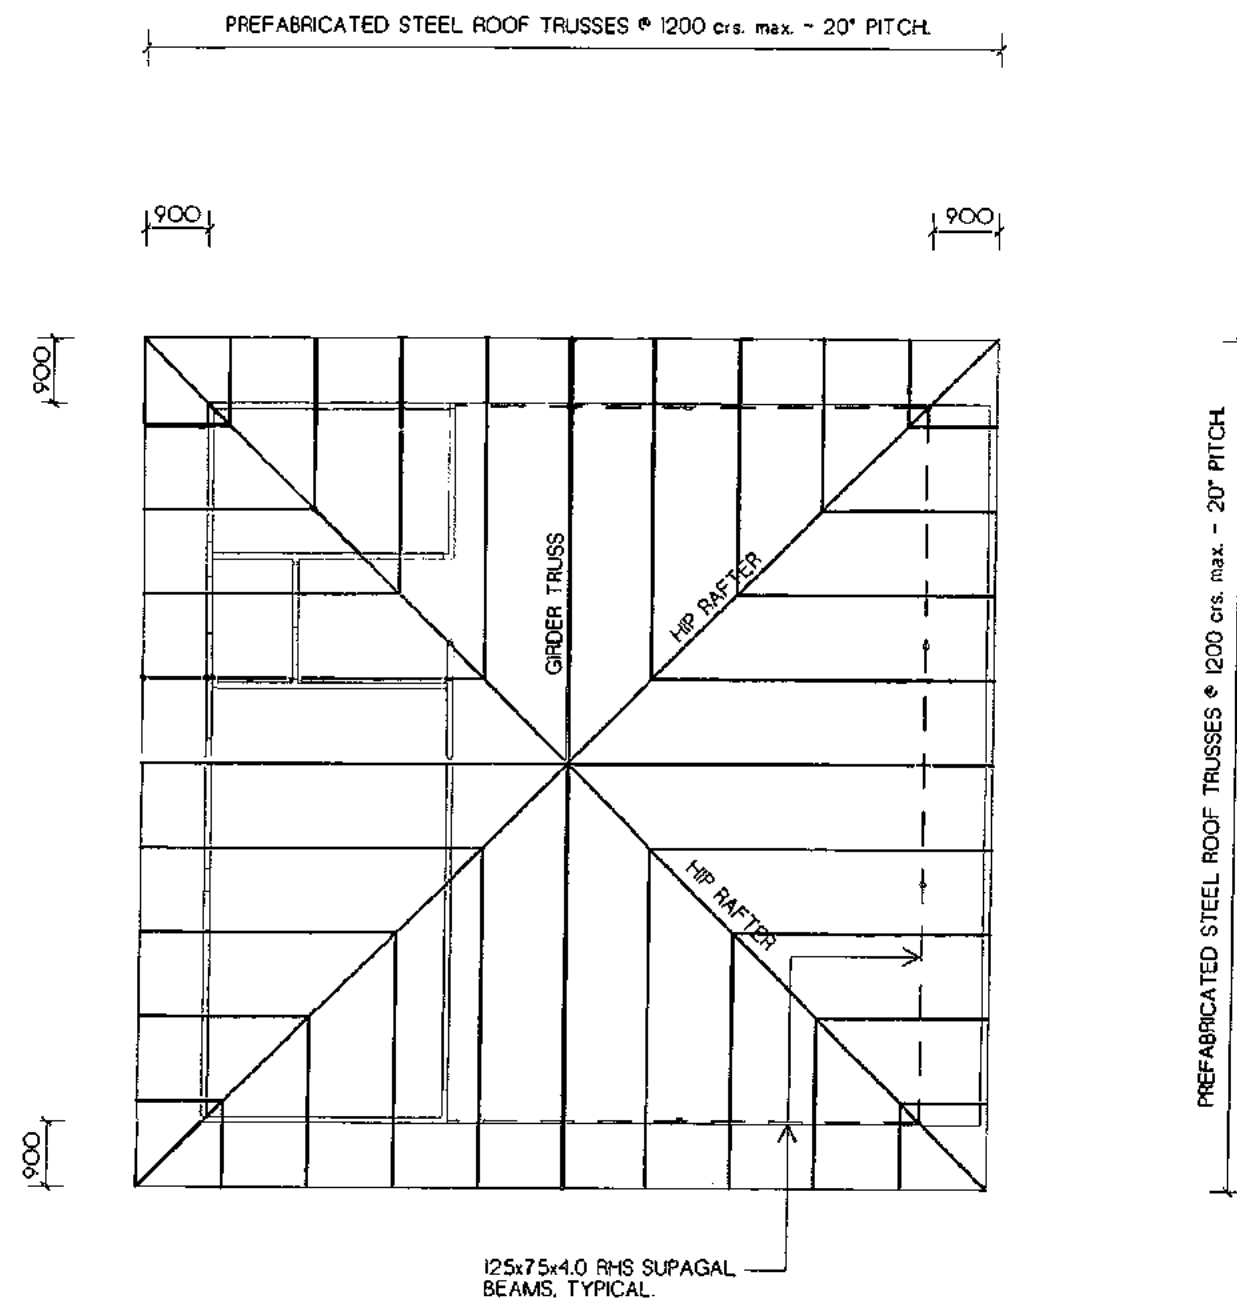 PREFABRICATED STEEL ROOF TRUSSES @ 1200 crs. max. - 20° PITCH.
900
900
900
GIRDER TRUSS
HIP RAFTER
PREFABRICATED STEEL ROOF TRUSSES @ 1200 crs. max. - 20° PITCH.
HIP RAFTER
900
125x75x4.0 RHS SUPAGAL
BEAMS, TYPICAL.